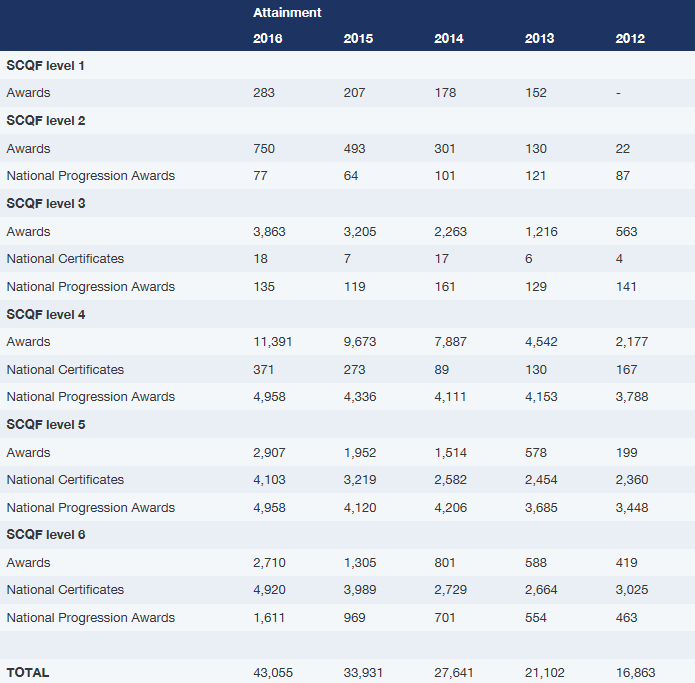 Attainment
2016 2015 2014 2013 2012
SCQF level 1
Awards 283 207 178 152 -
SCQF level 2
Awards 750 493 301 130 22
National Progression Awards 77 64 101 121 87
SCQF level 3
Awards 3,863 3,205 2,263 1,216 563
National Certificates 18 7 17 6 4
National Progression Awards 135 119 161 129 141
SCQF level 4
Awards 11,391 9,673 7,887 4,542 2,177
National Certificates 371 273 89 130 167
National Progression Awards 4,958 4,336 4,111 4,153 3,788
SCQF level 5
Awards 2,907 1,952 1,514 578 199
National Certificates 4,103 3,219 2,582 2,454 2,360
National Progression Awards 4,958 4,120 4,206 3,685 3,448
SCQF level 6
Awards 2,710 1,305 801 588 419
National Certificates 4,920 3,989 2,729 2,664 3,025
National Progression Awards 1,611 969 701 554 463
TOTAL 43,055 33,931 27,641 21,102 16,863